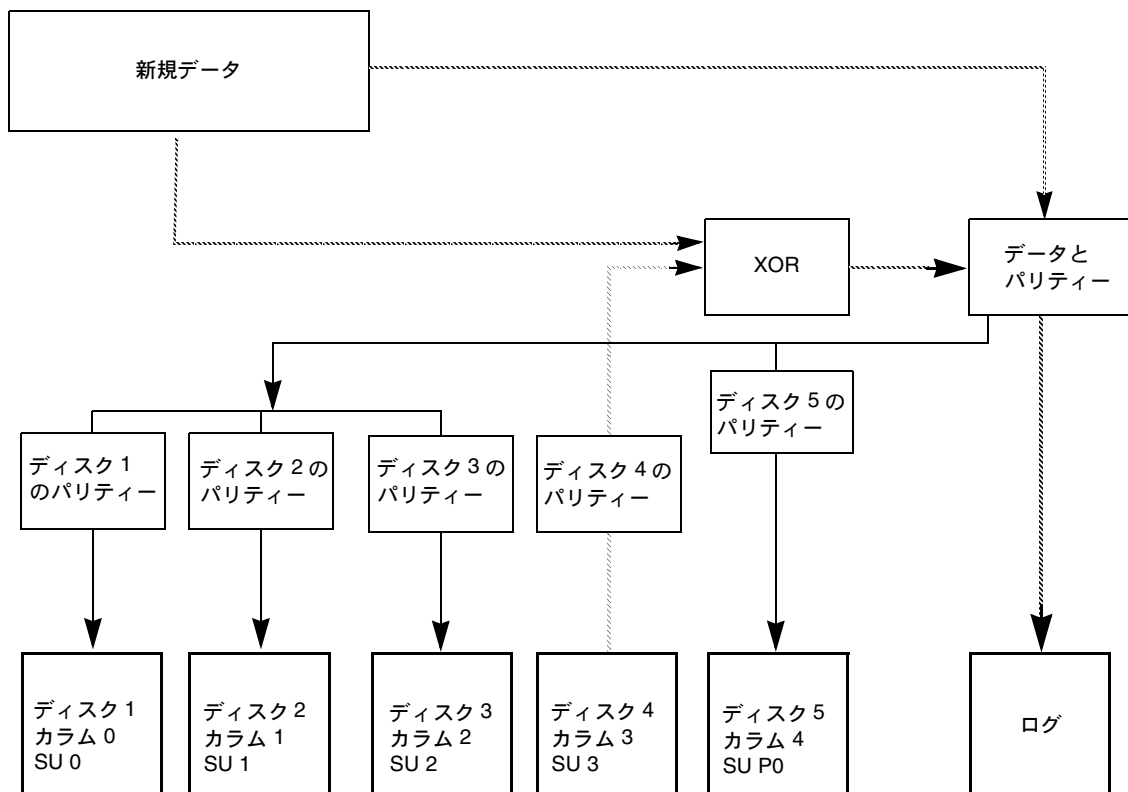 新規データ
XOR
データと
パリティー
ディスク 5 の
パリティー
ディスク 1
のパリティー
ディスク 2 の
パリティー
ディスク 3 の
パリティー
ディスク 4 の
パリティー
ディスク 1
カラム 0
SU 0
ディスク 2
カラム 1
SU 1
ディスク 3
カラム 2
SU 2
ディスク 4
カラム 3
SU 3
ディスク 5
カラム 4
SU P0
ログ